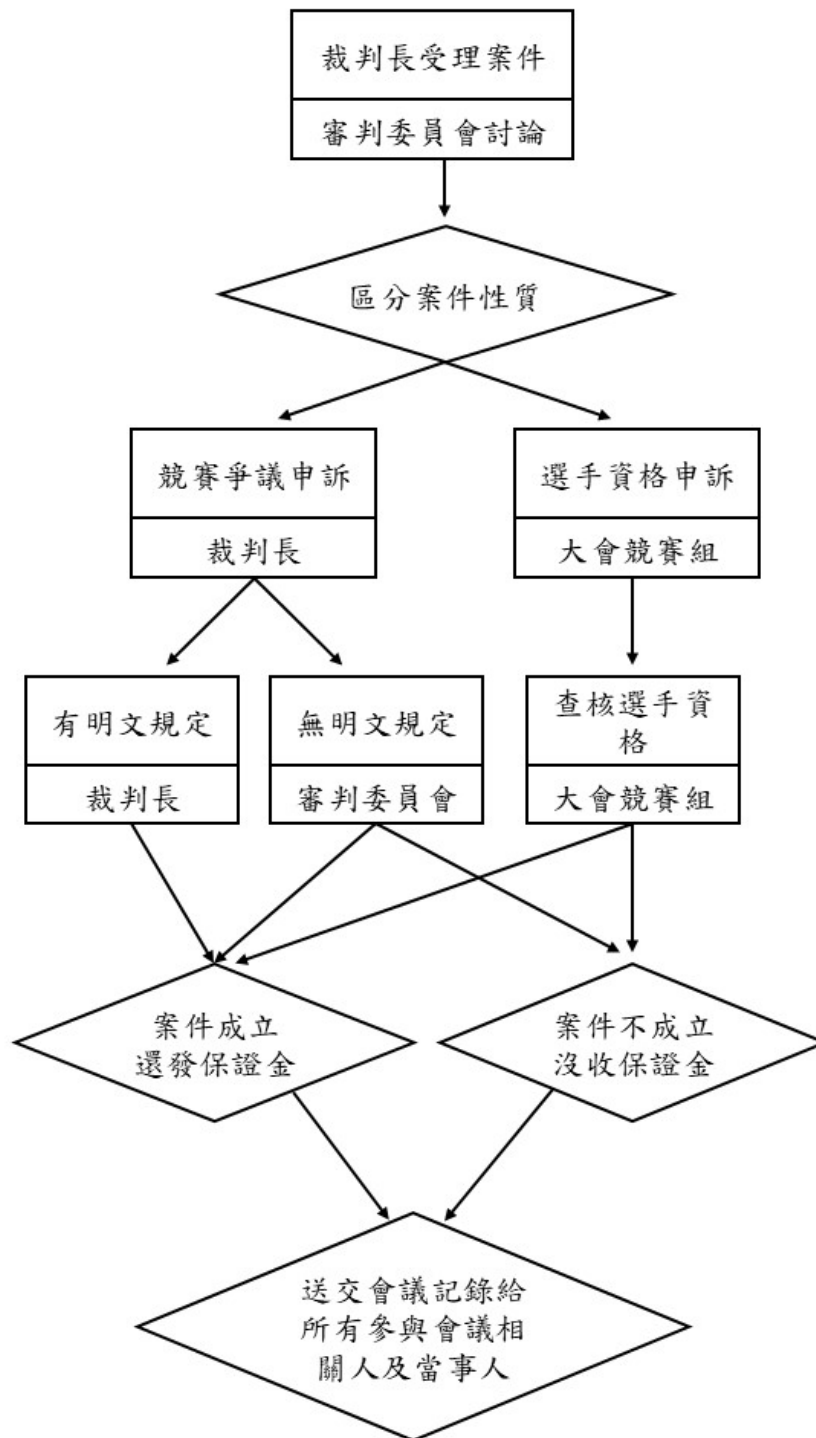 裁判長受理案件
審判委員會討論
區分案件性質
競賽爭議申訴
裁判長
選手資格申訴
大會競賽組
有明文規定
裁判長
無明文規定
審判委員會
查核選手資
格
大會競賽組
案件成立
還發保證金
案件不成立
沒收保證金
送交會議記錄給
所有參與會議相
關人及當事人